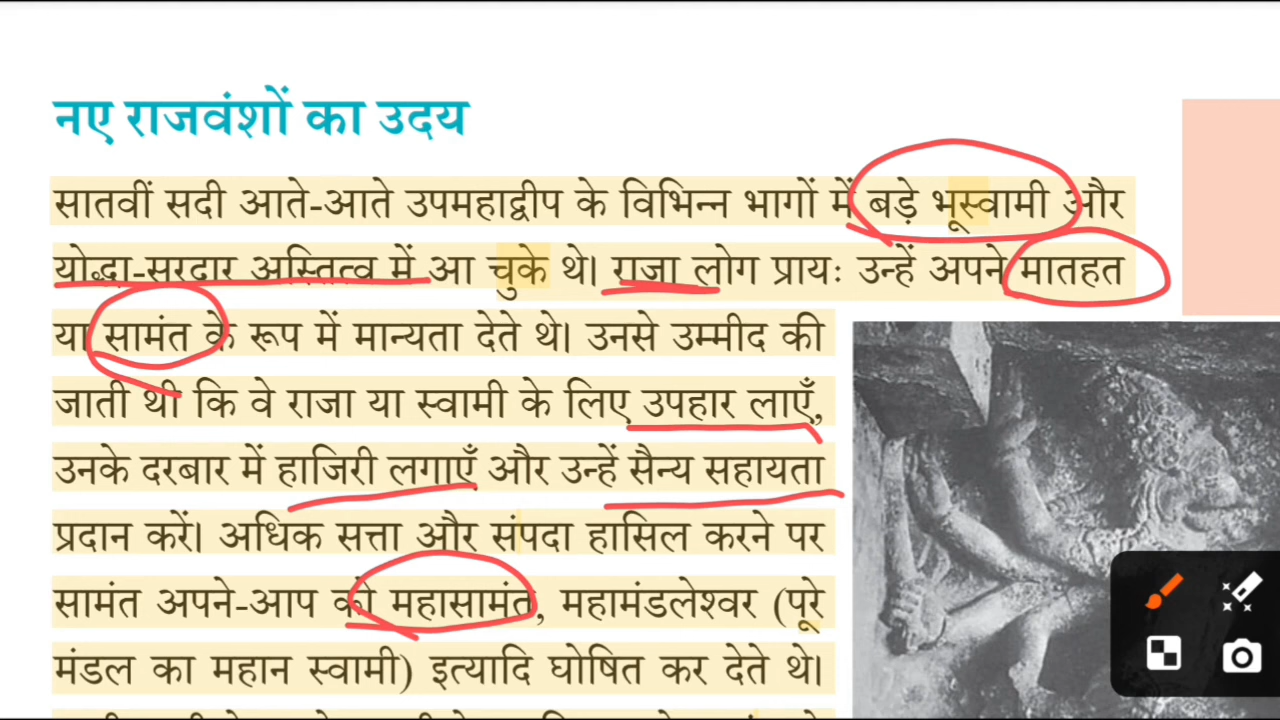 नए राजवंशों का उदय
सातवीं सदी आते-आते उपमहाद्वीप के विभिन्न भागों में बड़े भूस्वामी और
योद्धा-सरदार अस्तित्व में आ चुके थे। राजा लोग प्रायः उन्हें अपने मातहत
या सामंत के रूप में मान्यता देते थे। उनसे उम्मीद की
जाती थी कि वे राजा या स्वामी के लिए उपहार लाएँ,
उनके दरबार में हाजिरी लगाएँ और उन्हें सैन्य सहायता
प्रदान करें। अधिक सत्ता और संपदा हासिल करने पर
सामंत अपने-आप को महासामंत, महामंडलेश्वर (पूरे
मंडल का महान स्वामी) इत्यादि घोषित कर देते थे।